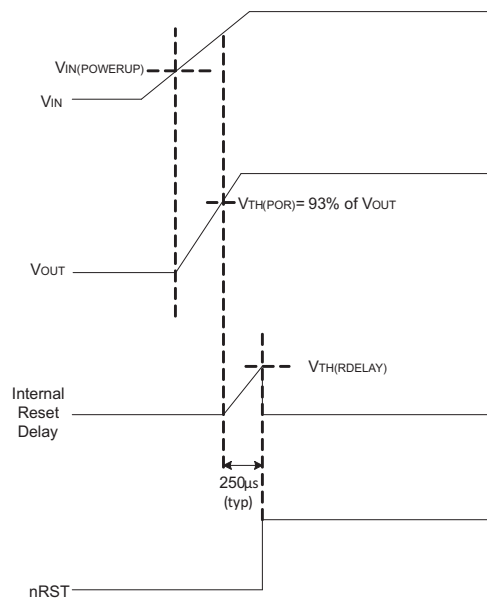 VIN(POWERUP)
VIN
VTH(POR)= 93% of VOUT
VOUT
VTH(RDELAY)
Internal
Reset
Delay
250µs
(typ)
nRST